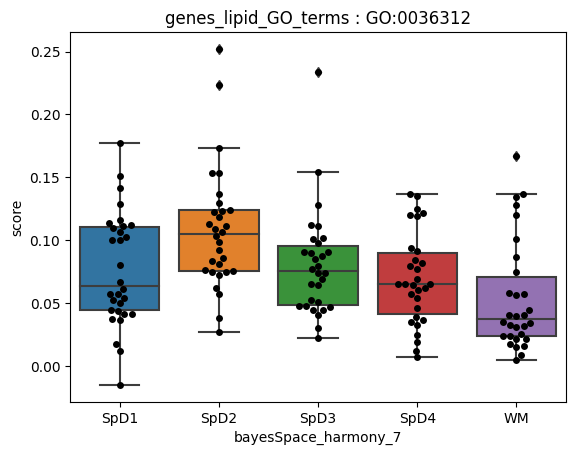 genes_lipid_GO_terms : GO:0036312
0.25
0.20
0.15
0.10
0.05
0.00
score
SpD1 SpD2 SpD3 SpD4 WM
bayesSpace_harmony_7